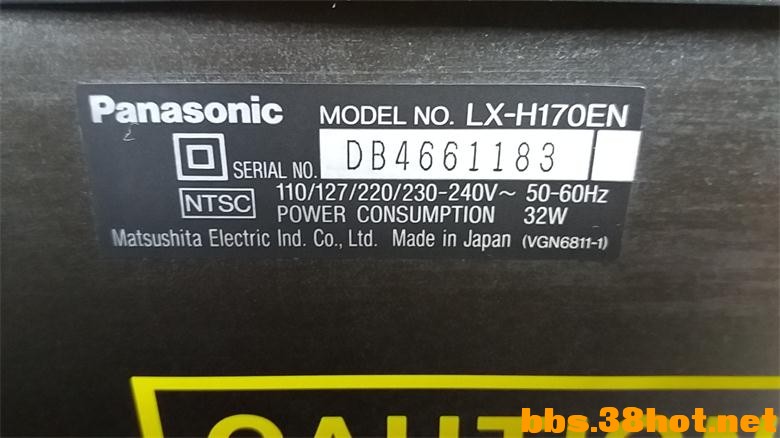 Panasonic MODEL NO. LX-H170EN
SERIAL NO. DB4661183
NTSC 110/127/220/230-240V~ 50-60Hz
POWER CONSUMPTION 32W
Matsushita Electric Ind. Co., Ltd. Made in Japan (VGN6811-1)
CAUTION
bbs.38hot.net